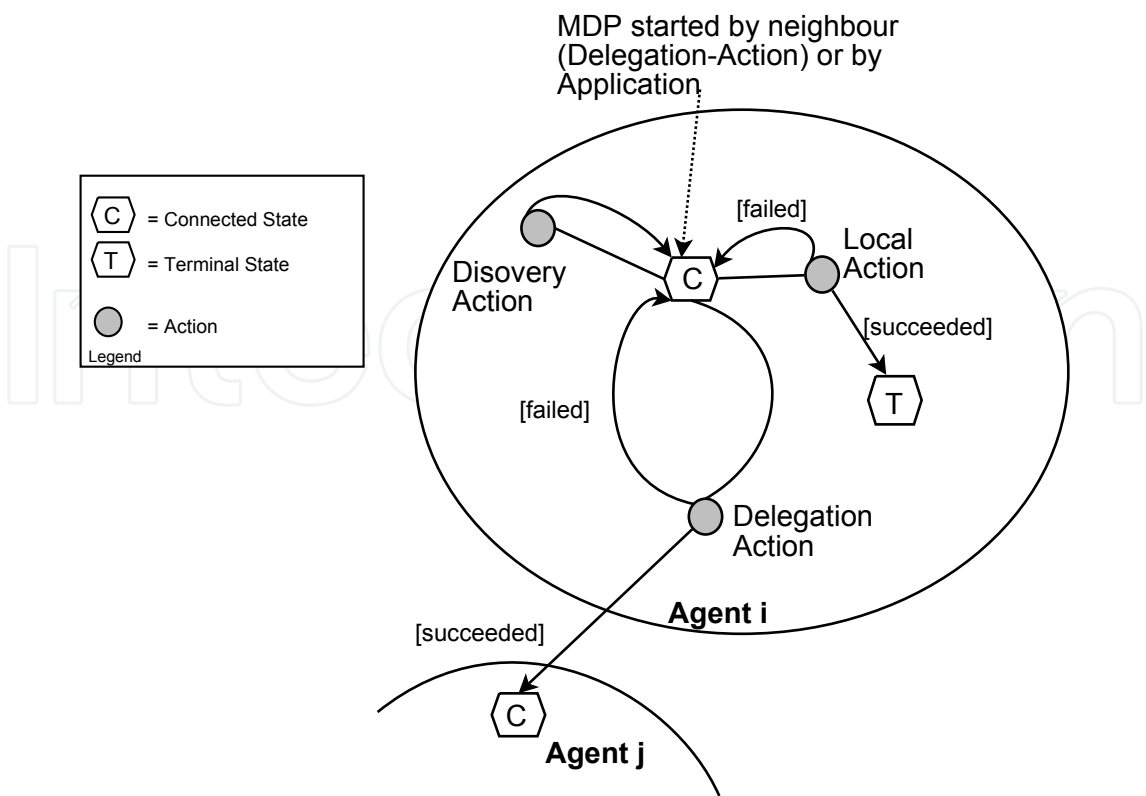 MDP started by neighbour
(Delegation-Action) or by
Application
C = Connected State
T = Terminal State
= Action
Legend
Disovery
Action
[failed]
Local
Action
C
[succeeded]
T
[failed]
Delegation
Action
Agent i
[succeeded]
C
Agent j